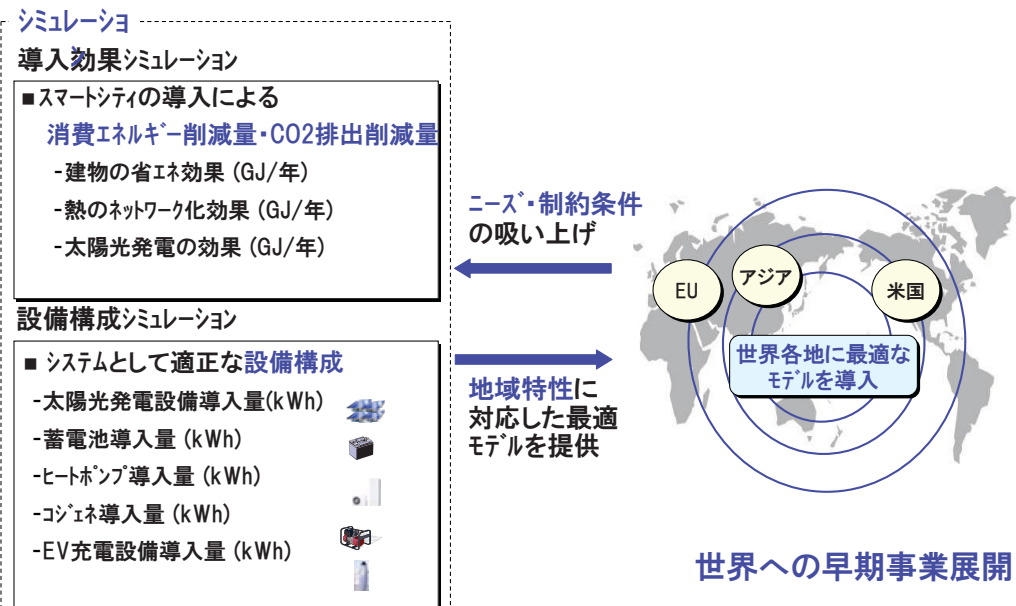 シミュレーション
導入効果シミュレーション
■スマートシティの導入による
消費エネルギー削減量・CO2排出削減量
-建物の省エネ効果 (GJ/年)
-熱のネットワーク化効果 (GJ/年)
-太陽光発電の効果 (GJ/年)
設備構成シミュレーション
■ システムとして適正な設備構成
-太陽光発電設備導入量(kWh)
-蓄電池導入量 (kWh)
-ヒートポンプ導入量 (kWh)
-コジェネ導入量 (kWh)
-EV充電設備導入量 (kWh)
ニーズ・制約条件
の吸い上げ
地域特性に
対応した最適
モデルを提供
EU
アジア
米国
世界各地に最適な
モデルを導入
世界への早期事業展開